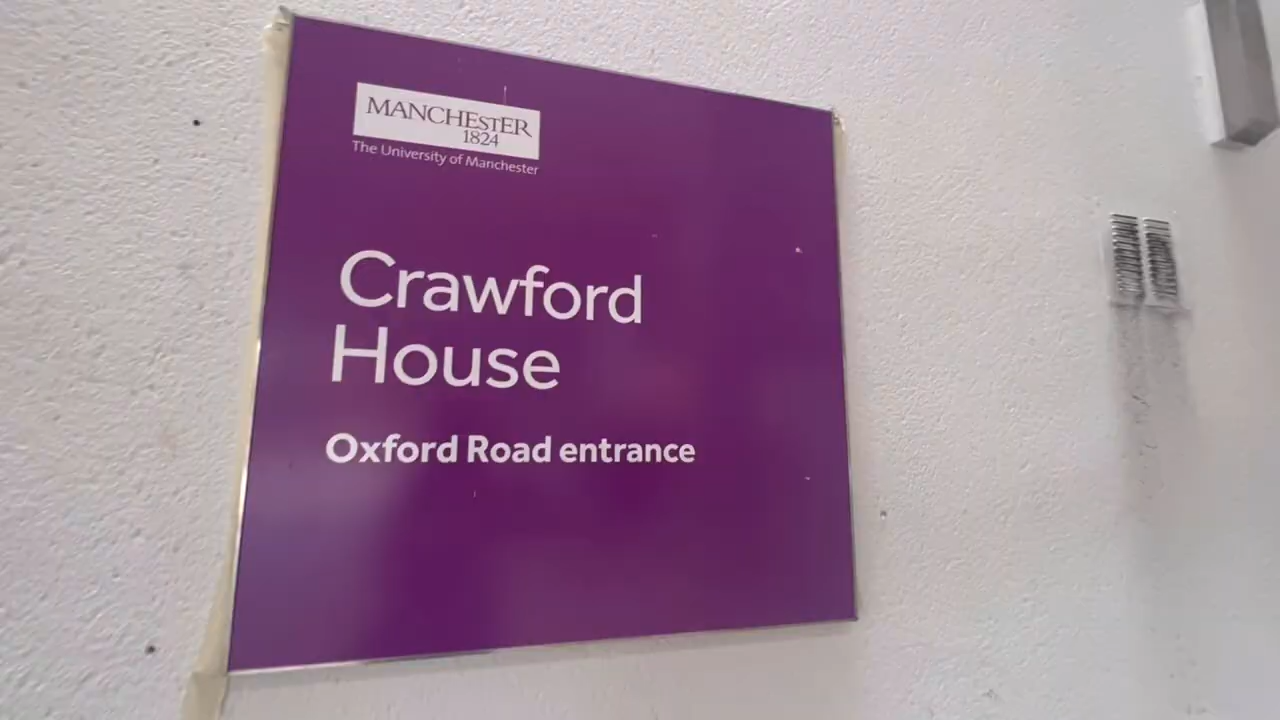 MANCHESTER
1824
The University of Manchester
Crawford
House
Oxford Road entrance